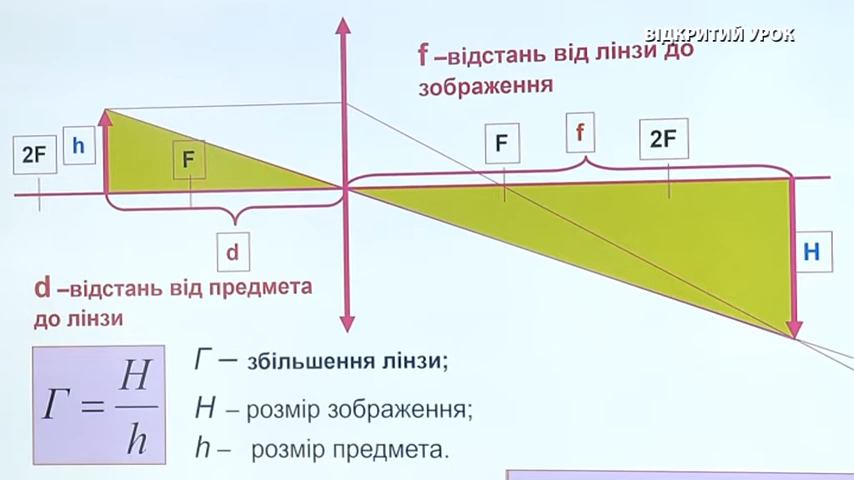 ВІДКРИТИЙ УРОК
f –відстань від лінзи до
зображення
2F
h
F
F
f
2F
d
H
d –відстань від предмета
до лінзи
Г = H/h
Г – збільшення лінзи;
H – розмір зображення;
h – розмір предмета.